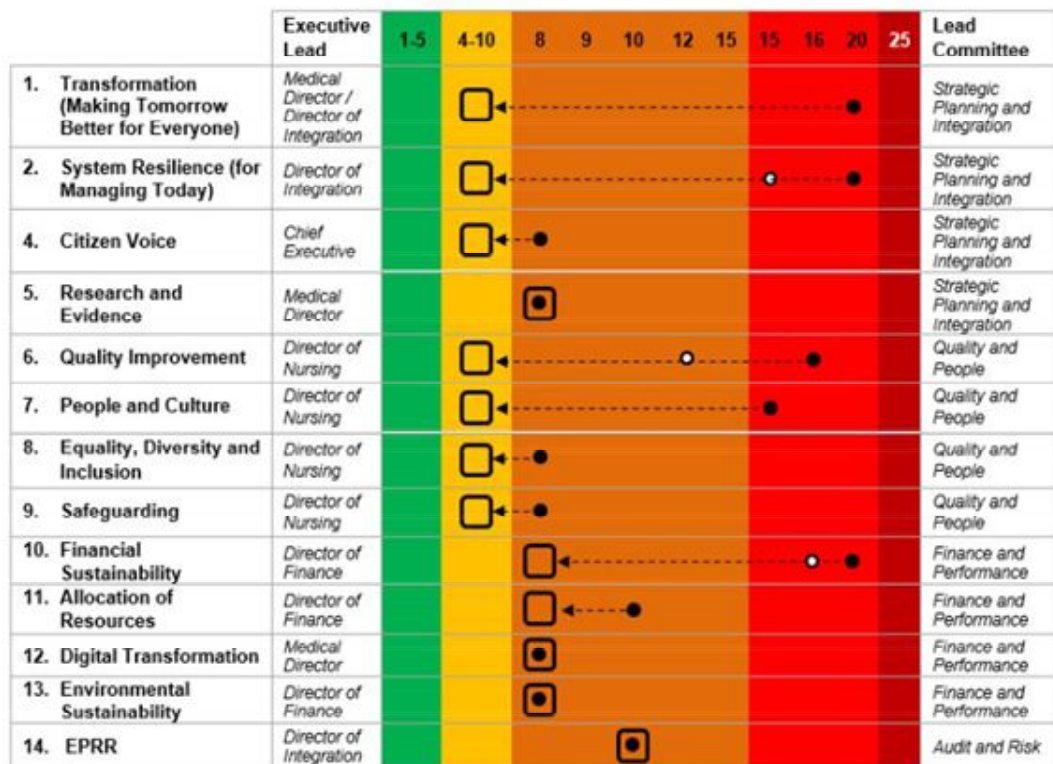 Executive Lead 1-5 4-10 8 9 10 12 15 15 16 20 25 Lead Committee
1. Transformation (Making Tomorrow Better for Everyone) Medical Director / Director of Integration Strategic Planning and Integration
2. System Resilience (for Managing Today) Director of Integration Strategic Planning and Integration
4. Citizen Voice Chief Executive Strategic Planning and Integration
5. Research and Evidence Medical Director Strategic Planning and Integration
6. Quality Improvement Director of Nursing Quality and People
7. People and Culture Director of Nursing Quality and People
8. Equality, Diversity and Inclusion Director of Nursing Quality and People
9. Safeguarding Director of Nursing Quality and People
10. Financial Sustainability Director of Finance Finance and Performance
11. Allocation of Resources Director of Finance Finance and Performance
12. Digital Transformation Medical Director Finance and Performance
13. Environmental Sustainability Director of Finance Finance and Performance
14. EPRR Director of Integration Audit and Risk